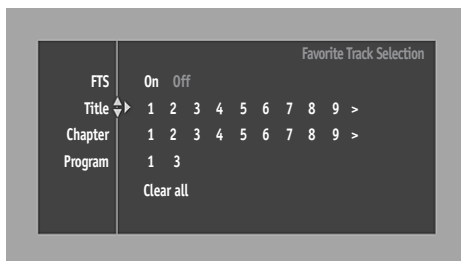 Favorite Track Selection
FTS On Off
Title 1 2 3 4 5 6 7 8 9 >
Chapter 1 2 3 4 5 6 7 8 9 >
Program 1 3
Clear all